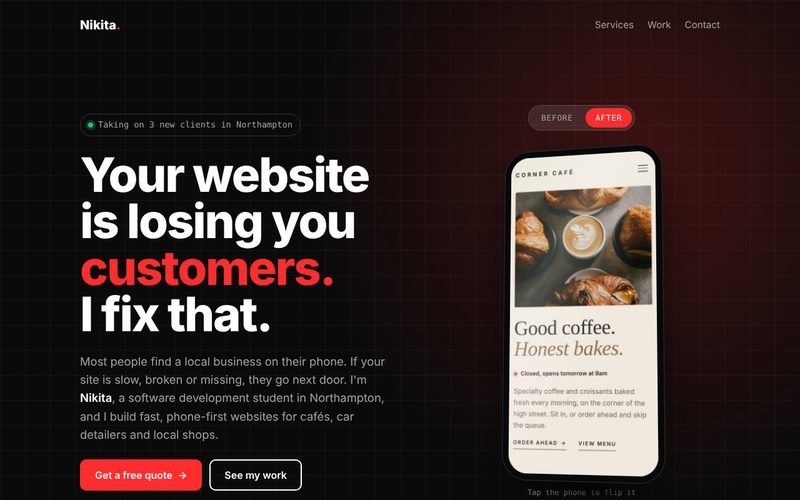 Nikita.
Services Work Contact
Taking on 3 new clients in Northampton
Your website
is losing you
customers.
I fix that.
Most people find a local business on their phone. If your
site is slow, broken or missing, they go next door. I'm
Nikita, a software development student in Northampton,
and I build fast, phone-first websites for cafés, car
detailers and local shops.
Get a free quote →
See my work
BEFORE AFTER
CORNER CAFÉ
Good coffee.
Honest bakes.
Closed, opens tomorrow at 9am
Specialty coffee and croissants baked
fresh every morning, on the corner of the
high street. Sit in, or order ahead and skip
the queue.
ORDER AHEAD → VIEW MENU
Tap the phone to flip it